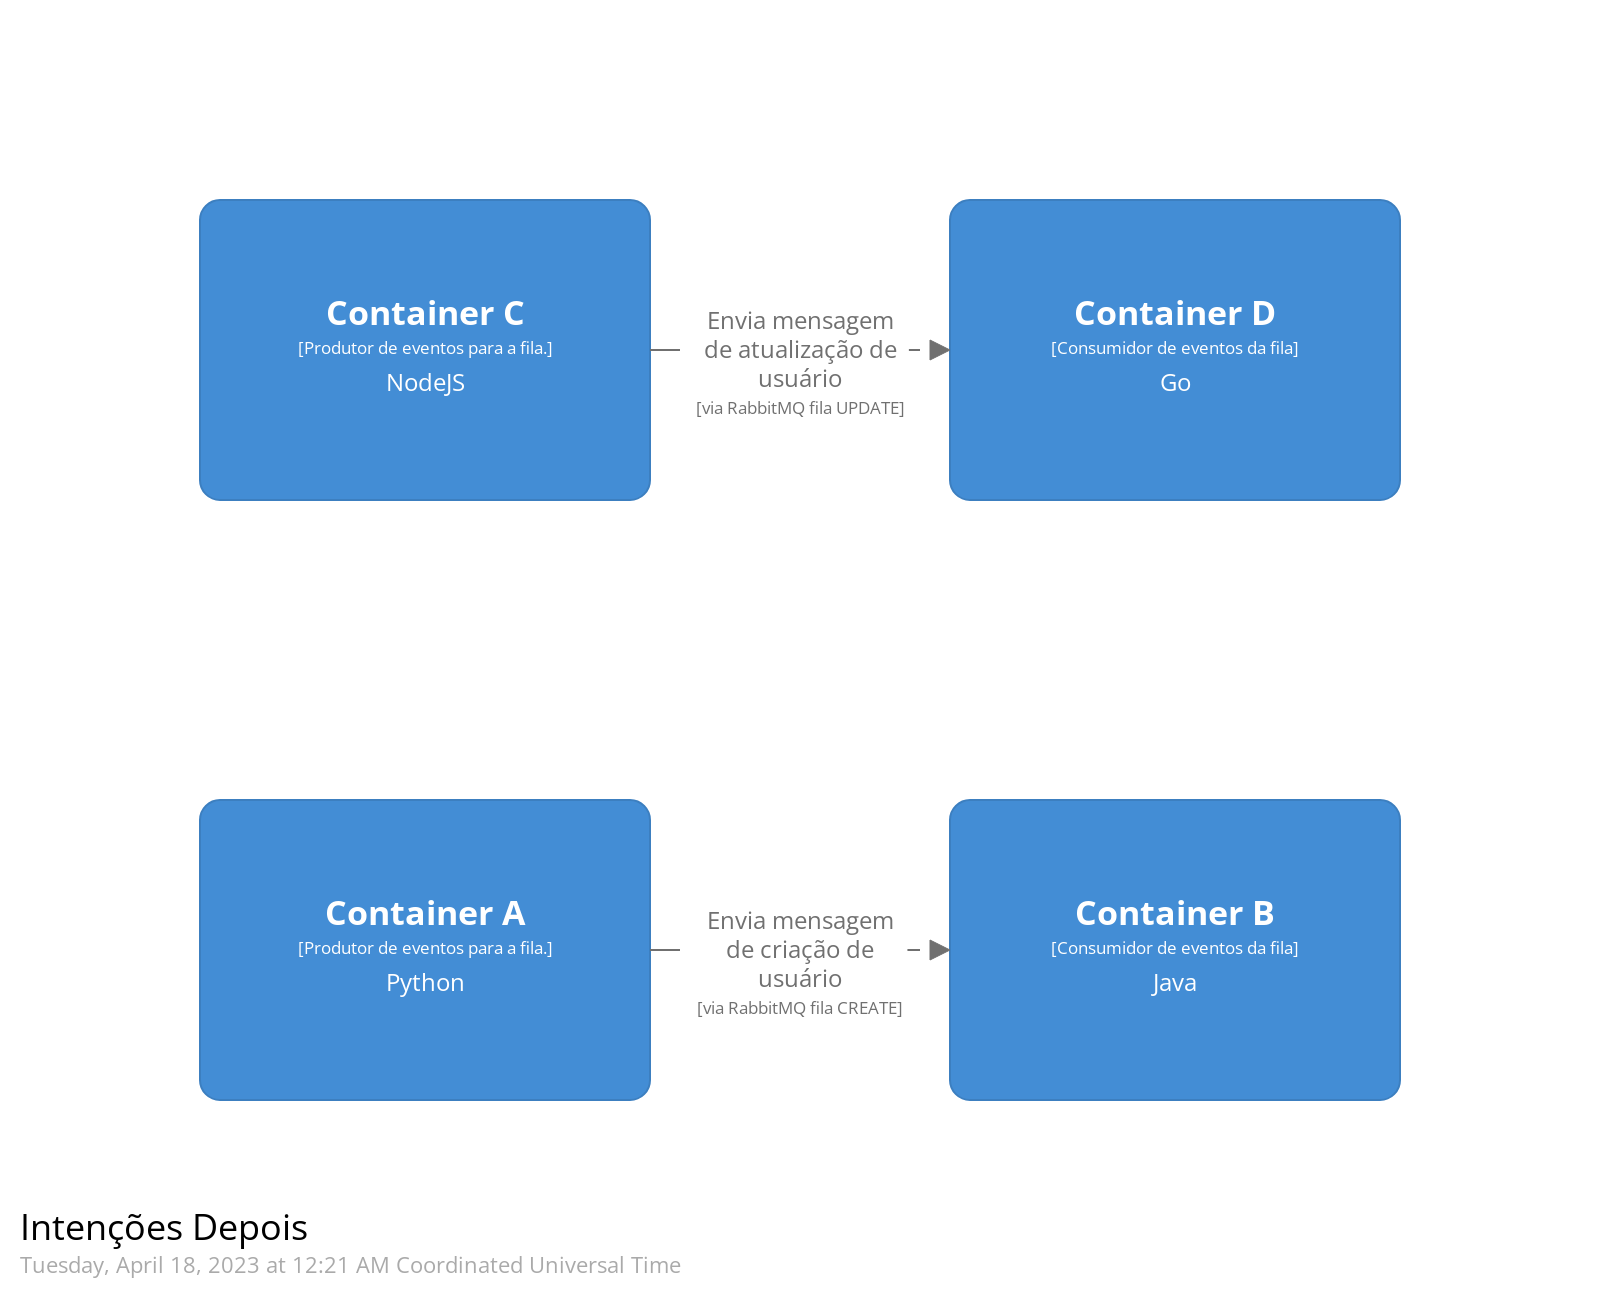 Container C
[Produtor de eventos para a fila.]
NodeJS
Envia mensagem
de atualização de
usuário
[via RabbitMQ fila UPDATE]
Container D
[Consumidor de eventos da fila]
Go
Container A
[Produtor de eventos para a fila.]
Python
Envia mensagem
de criação de
usuário
[via RabbitMQ fila CREATE]
Container B
[Consumidor de eventos da fila]
Java
Intenções Depois
Tuesday, April 18, 2023 at 12:21 AM Coordinated Universal Time